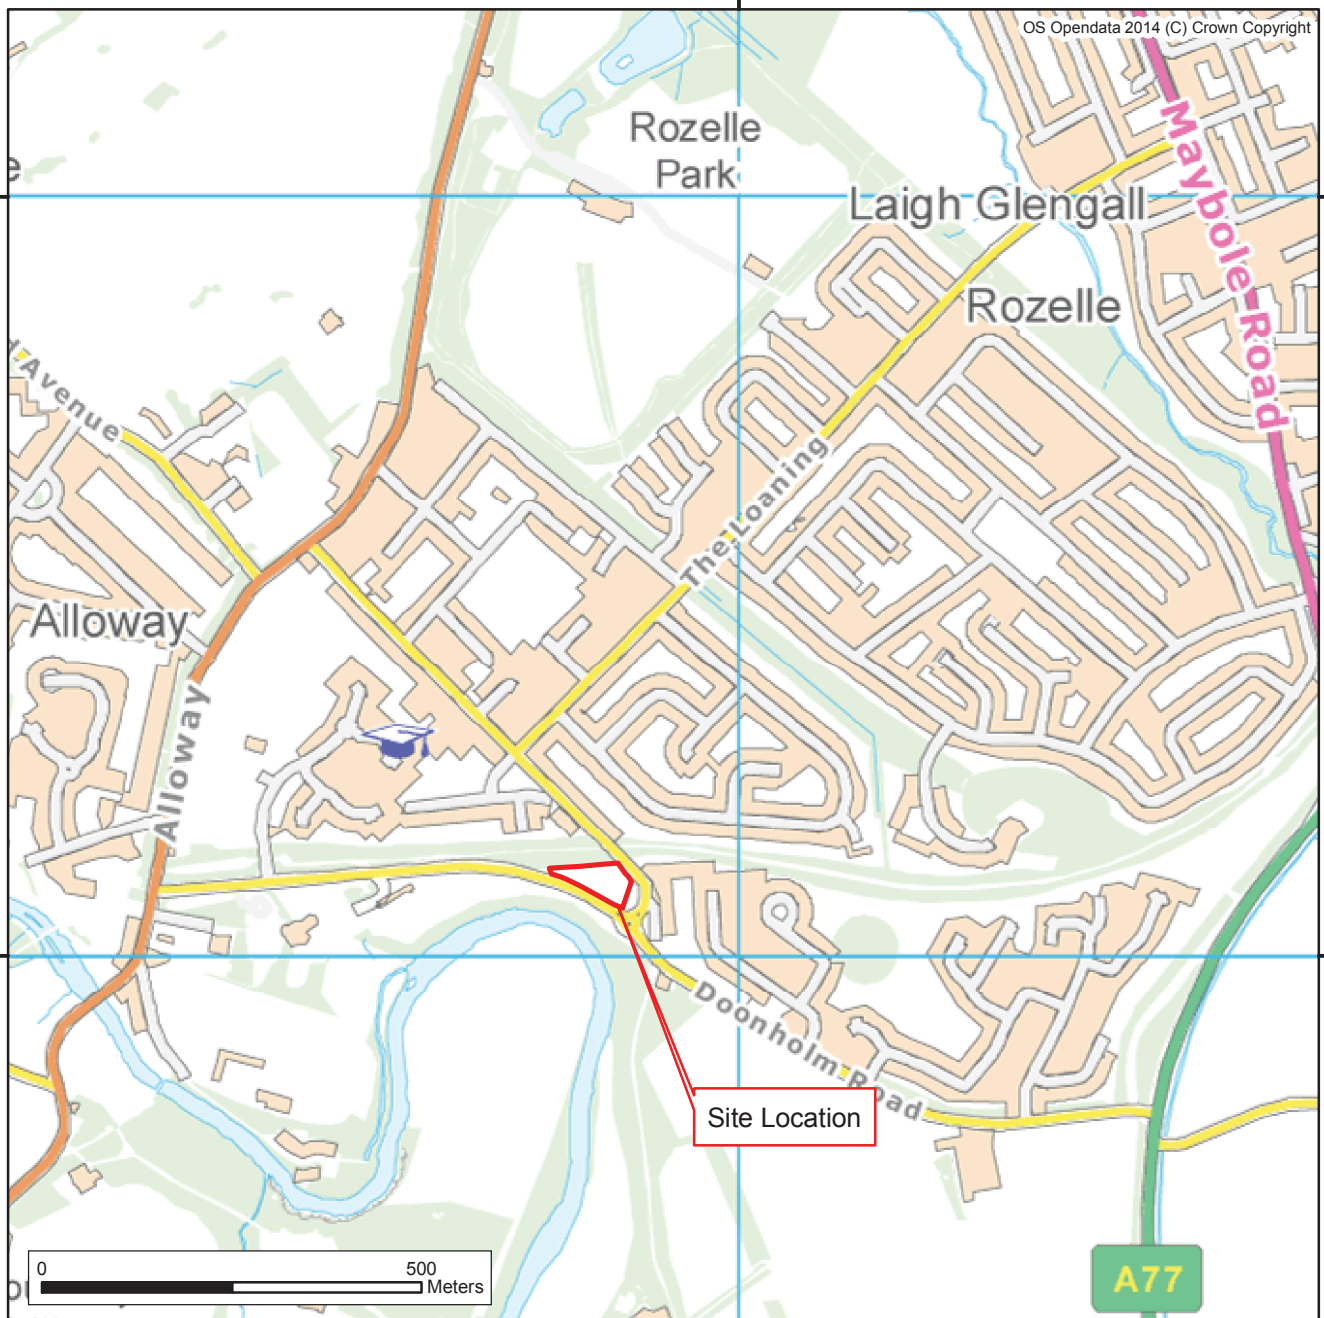 OS Opendata 2014 (C) Crown Copyright
Rozelle
Park
Laigh Glengall
Maybole Road
Rozelle
Avenue
The Loaning
Alloway
Alloway
Doonholm Road
Site Location
0 500
Meters
A77